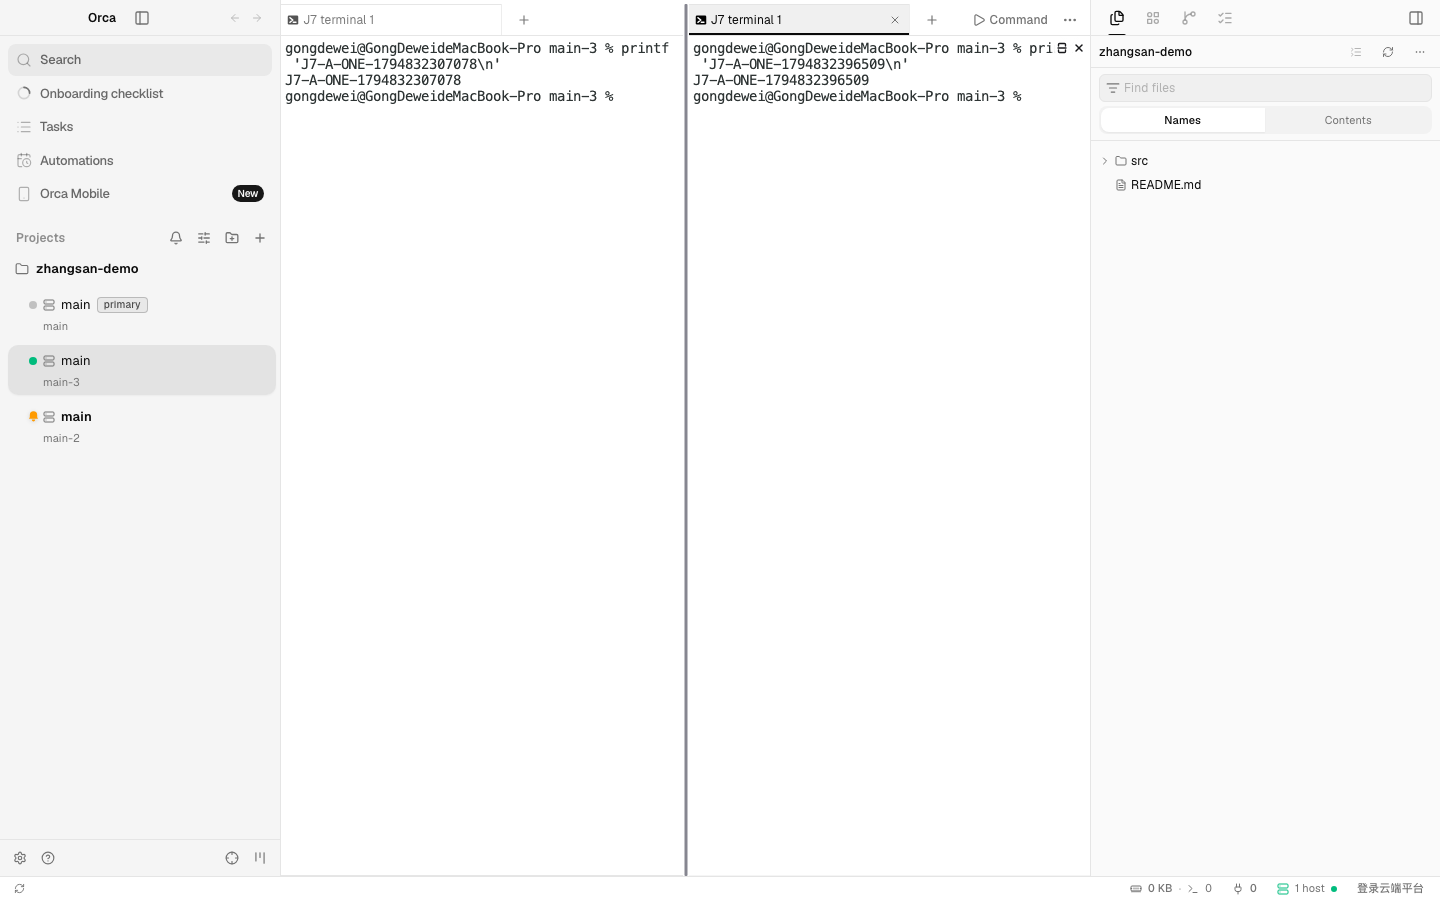 Orca
Search
Onboarding checklist
Tasks
Automations
Orca Mobile
New
Projects
zhangsan-demo
main primary
main
main
main-3
main
main-2
J7 terminal 1
gongdewei@GongDeweideMacBook-Pro main-3 % printf
'J7-A-ONE-1794832307078\n'
J7-A-ONE-1794832307078
gongdewei@GongDeweideMacBook-Pro main-3 %
J7 terminal 1
Command
gongdewei@GongDeweideMacBook-Pro main-3 % pri
'J7-A-ONE-1794832396509\n'
J7-A-ONE-1794832396509
gongdewei@GongDeweideMacBook-Pro main-3 %
zhangsan-demo
Find files
Names
Contents
src
README.md
0 KB · 0
0
1 host
登录云端平台